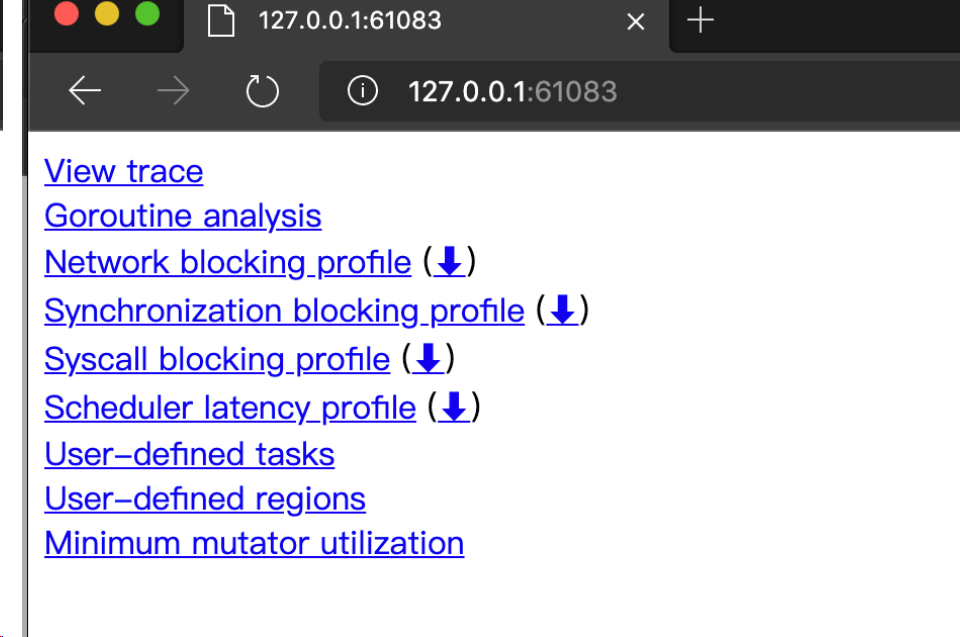 127.0.0.1:61083
127.0.0.1:61083
View trace
Goroutine analysis
Network blocking profile (⬇)
Synchronization blocking profile (⬇)
Syscall blocking profile (⬇)
Scheduler latency profile (⬇)
User-defined tasks
User-defined regions
Minimum mutator utilization